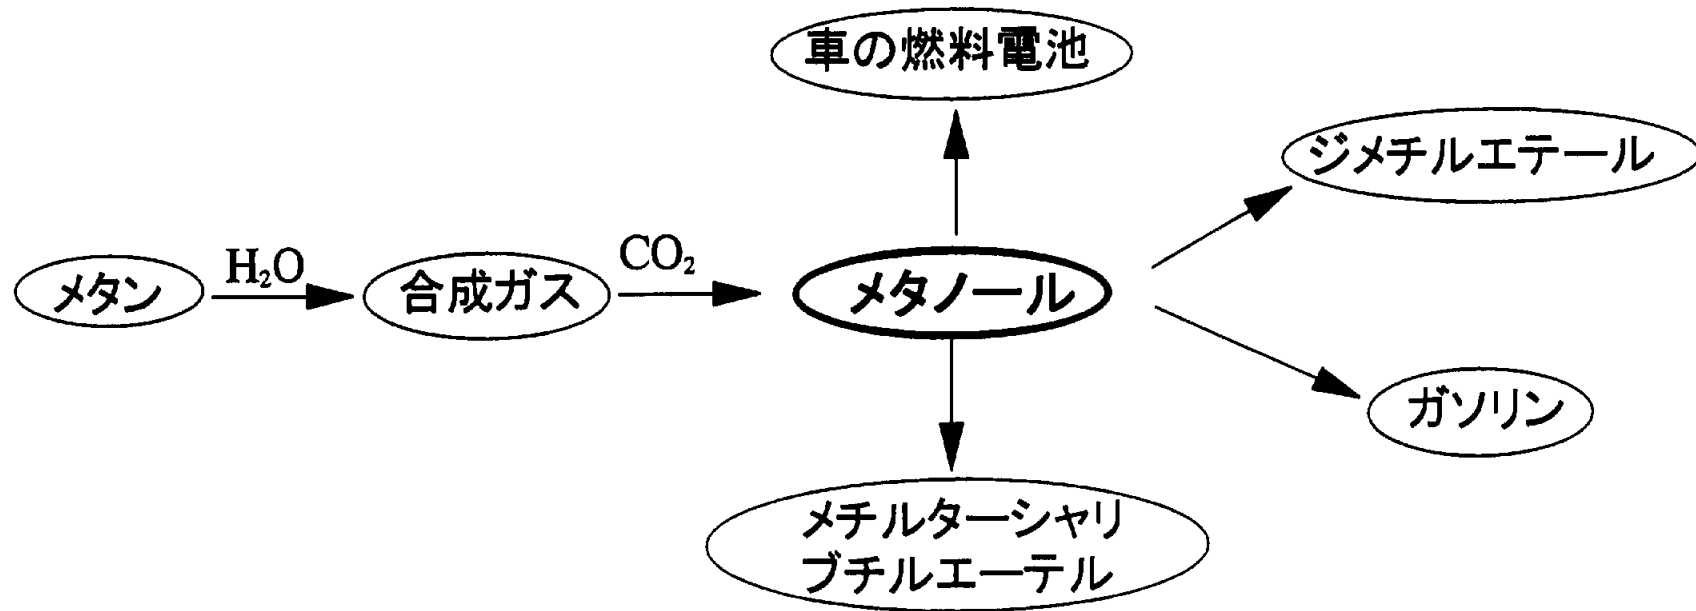 車の燃料電池
ジメチルエテール
メタン
H₂O
合成ガス
CO₂
メタノール
ガソリン
メチルターシャリ
ブチルエーテル